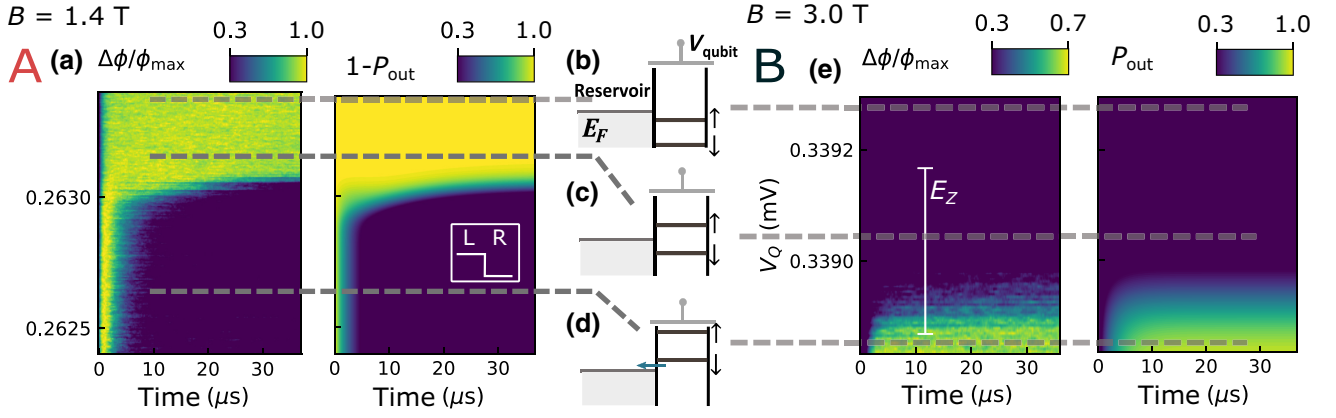 B = 1.4 T
A (a) Δϕ/ϕmax
0.3 1.0
1-Pout
0.3 1.0
0.2630
0.2625
0 10 20 30
Time (μs)
L R
0 10 20 30
Time (μs)
(b) Vqubit
Reservoir
EF
↑
↓
(c)
↑
↓
(d)
↑
↓
B = 3.0 T
B (e) Δϕ/ϕmax
0.3 0.7
Pout
0.3 1.0
VQ (mV)
0.3392
0.3390
EZ
0 10 20 30
Time (μs)
0 10 20 30
Time (μs)